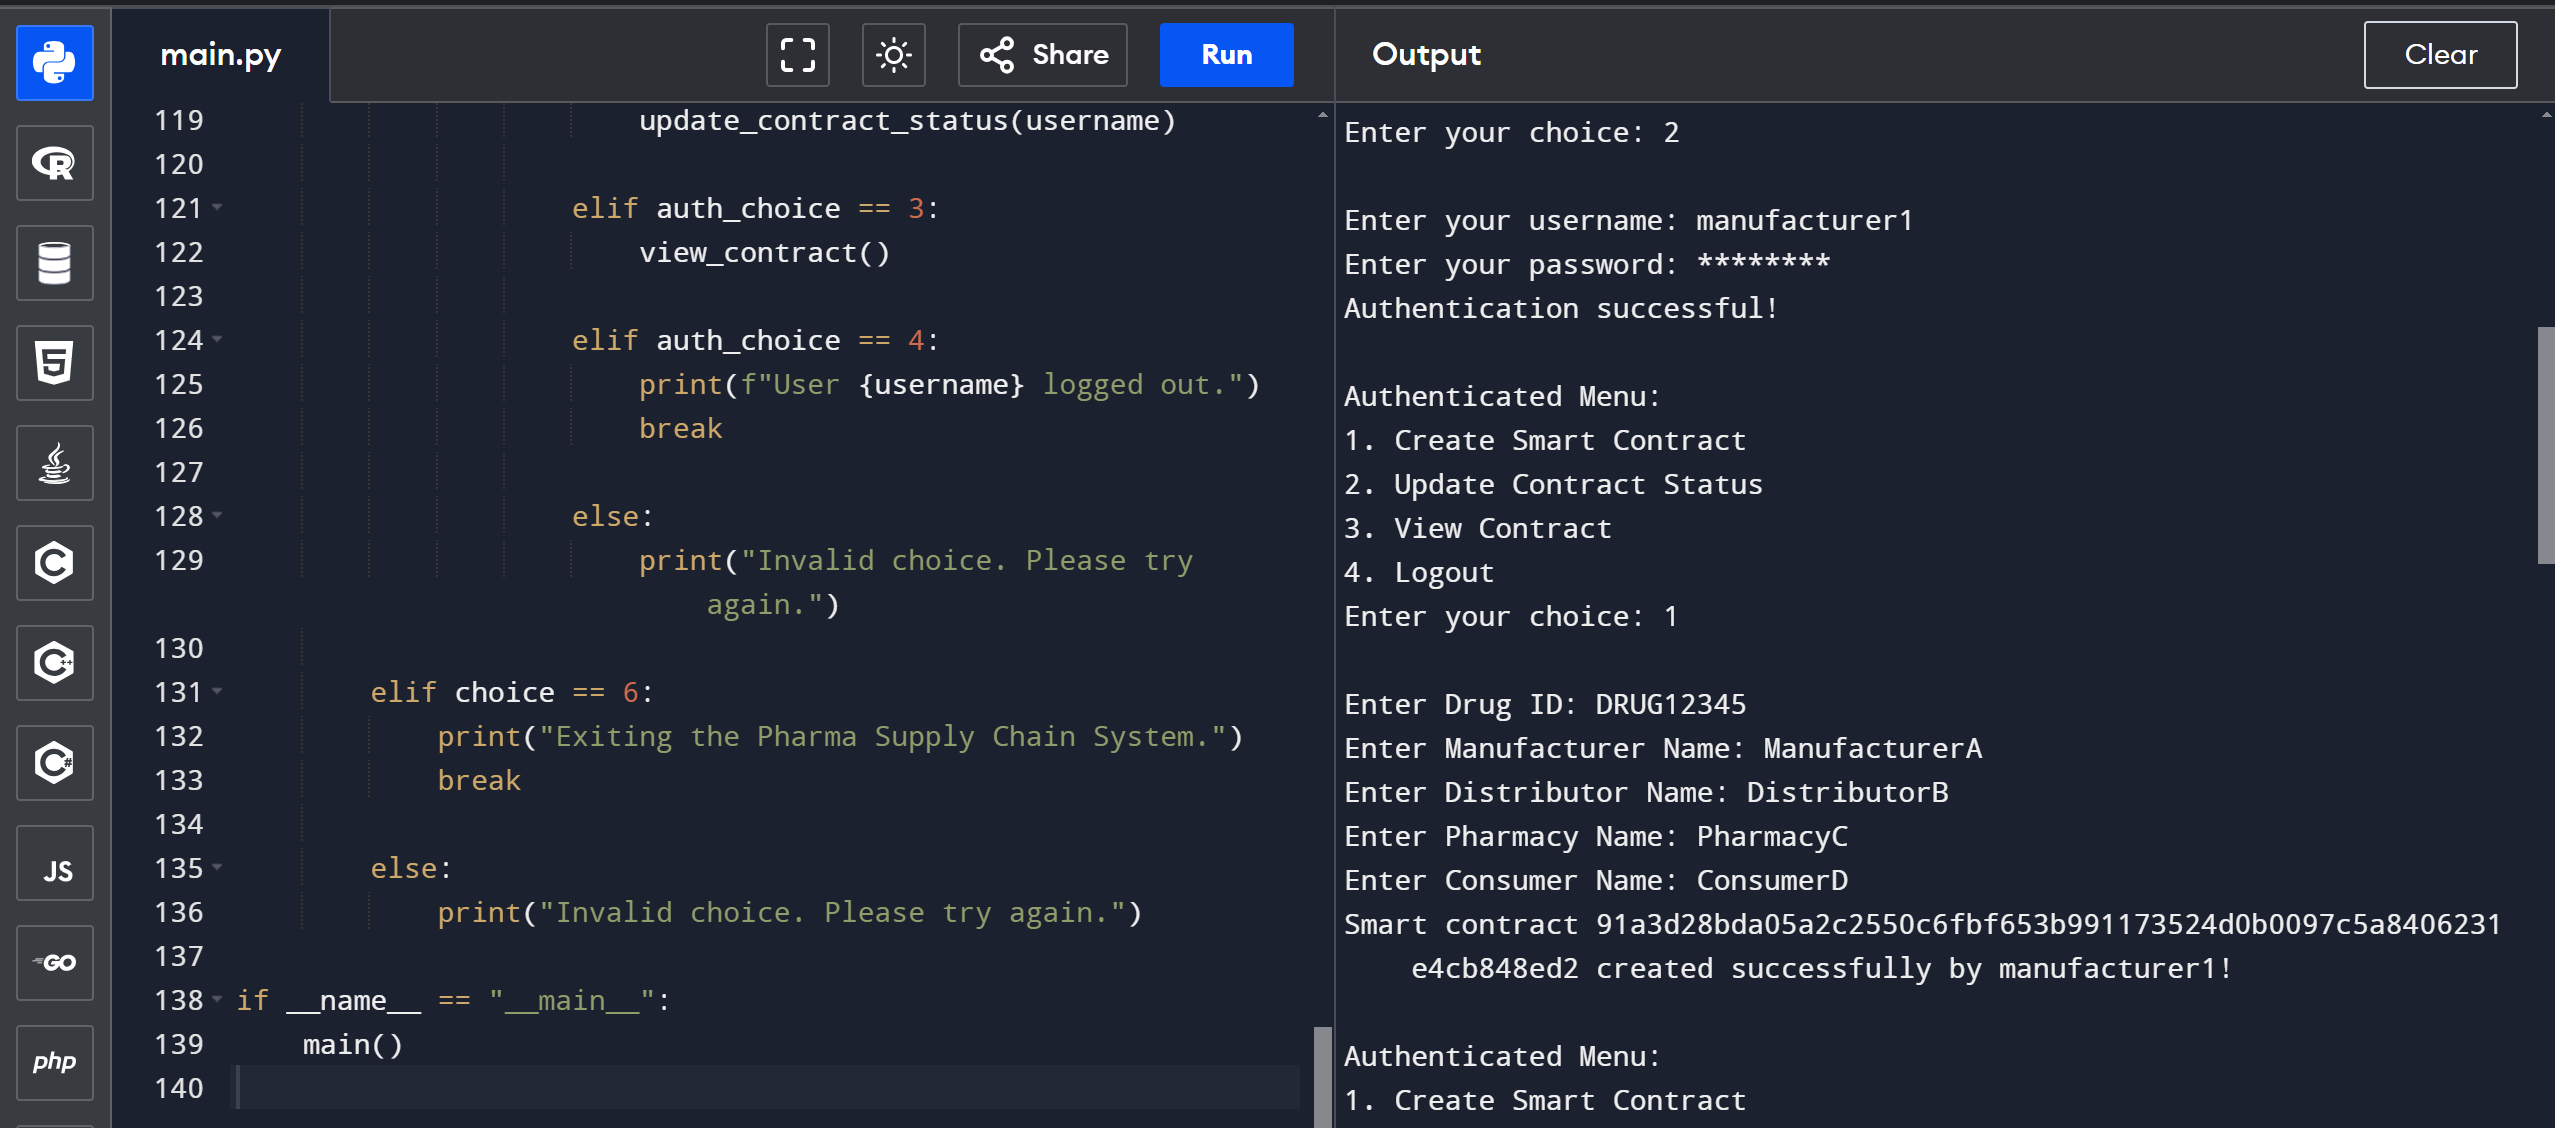 main.py
Share
Run
Output
Clear
R
5
C
C++
C#
JS
GO
php
119 update_contract_status(username)
120
121 elif auth_choice == 3:
122 view_contract()
123
124 elif auth_choice == 4:
125 print(f"User {username} logged out.")
126 break
127
128 else:
129 print("Invalid choice. Please try
again.")
130
131 elif choice == 6:
132 print("Exiting the Pharma Supply Chain System.")
133 break
134
135 else:
136 print("Invalid choice. Please try again.")
137
138 if __name__ == "__main__":
139 main()
140
Enter your choice: 2
Enter your username: manufacturer1
Enter your password: ********
Authentication successful!
Authenticated Menu:
1. Create Smart Contract
2. Update Contract Status
3. View Contract
4. Logout
Enter your choice: 1
Enter Drug ID: DRUG12345
Enter Manufacturer Name: ManufacturerA
Enter Distributor Name: DistributorB
Enter Pharmacy Name: PharmacyC
Enter Consumer Name: ConsumerD
Smart contract 91a3d28bda05a2c2550c6fbf653b991173524d0b0097c5a8406231
e4cb848ed2 created successfully by manufacturer1!
Authenticated Menu:
1. Create Smart Contract